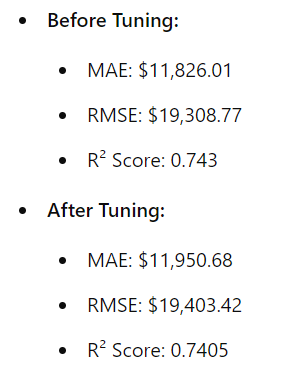 Before Tuning:
MAE: $11,826.01
RMSE: $19,308.77
R² Score: 0.743
After Tuning:
MAE: $11,950.68
RMSE: $19,403.42
R² Score: 0.7405